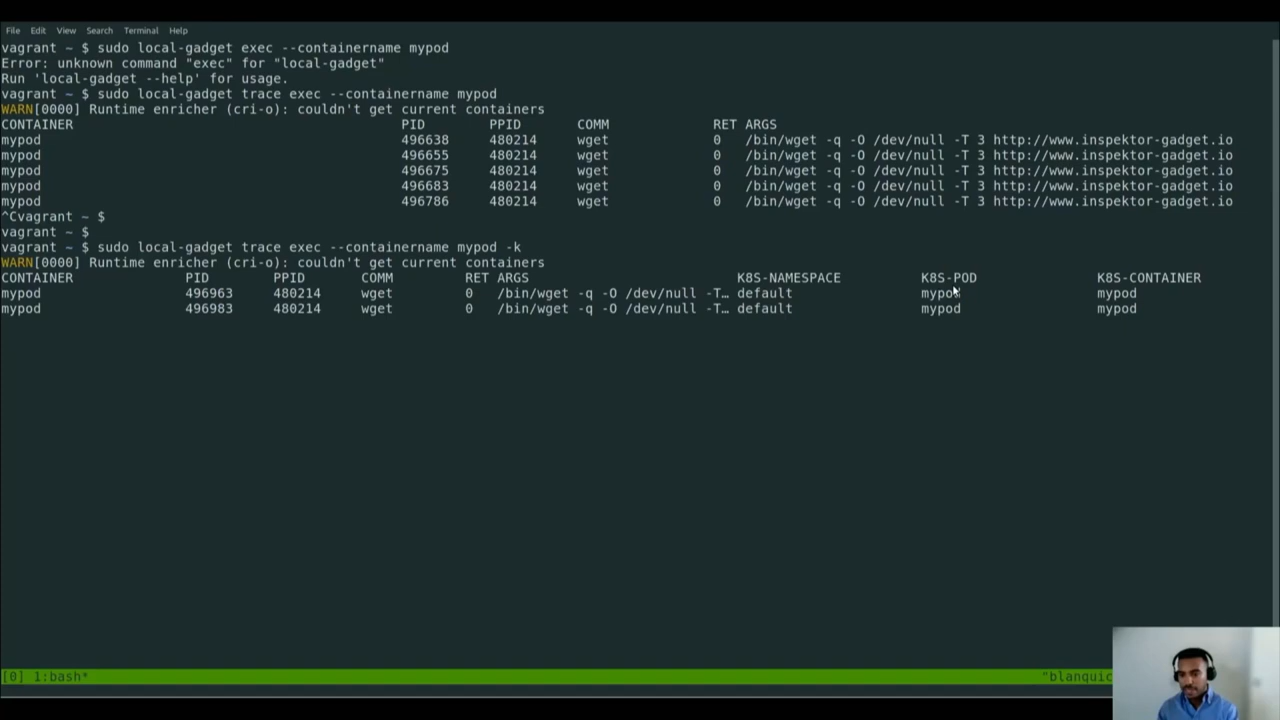 File Edit View Search Terminal Help
vagrant ~ $ sudo local-gadget exec --containername mypod
Error: unknown command "exec" for "local-gadget"
Run 'local-gadget --help' for usage.
vagrant ~ $ sudo local-gadget trace exec --containername mypod
WARN[0000] Runtime enricher (cri-o): couldn't get current containers
CONTAINER PID PPID COMM RET ARGS
mypod 496638 480214 wget 0 /bin/wget -q -O /dev/null -T 3 http://www.inspektor-gadget.io
mypod 496655 480214 wget 0 /bin/wget -q -O /dev/null -T 3 http://www.inspektor-gadget.io
mypod 496675 480214 wget 0 /bin/wget -q -O /dev/null -T 3 http://www.inspektor-gadget.io
mypod 496683 480214 wget 0 /bin/wget -q -O /dev/null -T 3 http://www.inspektor-gadget.io
mypod 496786 480214 wget 0 /bin/wget -q -O /dev/null -T 3 http://www.inspektor-gadget.io
^Cvagrant ~ $
vagrant ~ $
vagrant ~ $ sudo local-gadget trace exec --containername mypod -k
WARN[0000] Runtime enricher (cri-o): couldn't get current containers
CONTAINER PID PPID COMM RET ARGS K8S-NAMESPACE K8S-POD K8S-CONTAINER
mypod 496963 480214 wget 0 /bin/wget -q -O /dev/null -T… default mypod mypod
mypod 496983 480214 wget 0 /bin/wget -q -O /dev/null -T… default mypod mypod
[0] 1:bash* "blanquic